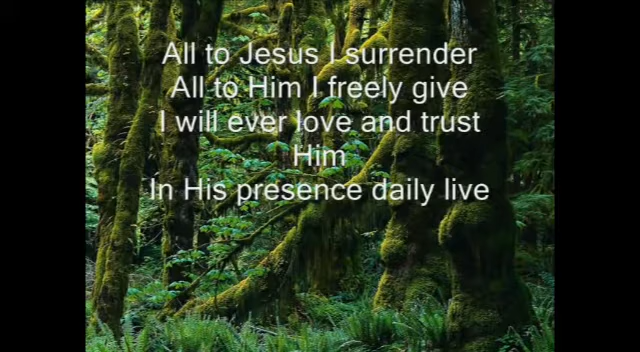 All to Jesus I surrender
All to Him I freely give
I will ever love and trust
Him
In His presence daily live